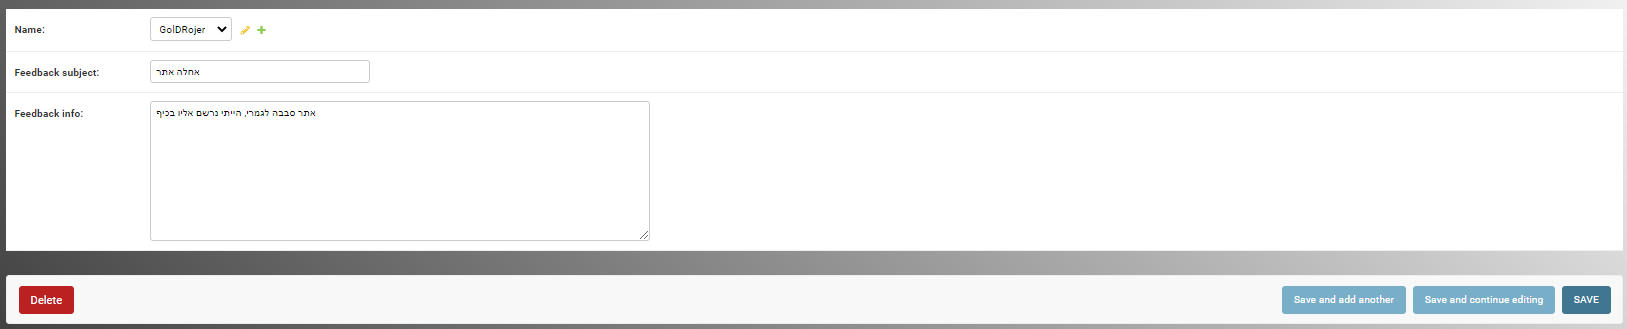 Name: GolDRojer
Feedback subject: אחלה אתר
Feedback info: אתר סבבה לגמרי, הייתי נרשם אליו בכיף
Delete Save and add another Save and continue editing SAVE